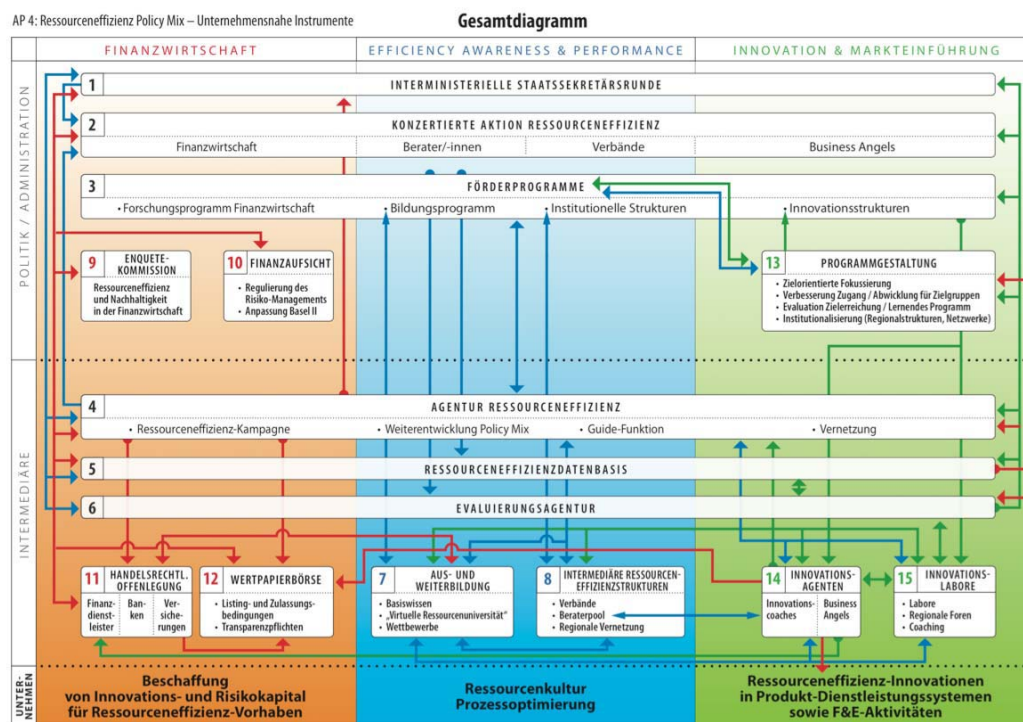 AP 4: Ressourceneffizienz Policy Mix – Unternehmensnahe Instrumente
Gesamtdiagramm
FINANZWIRTSCHAFT
EFFICIENCY AWARENESS & PERFORMANCE
INNOVATION & MARKTEINFÜHRUNG
POLITIK / ADMINISTRATION
1
INTERMINISTERIELLE STAATSSEKRETÄRSRUNDE
2
KONZERTIERTE AKTION RESSOURCENEFFIZIENZ
Finanzwirtschaft
Berater/-innen
Verbände
Business Angels
3
FÖRDERPROGRAMME
• Forschungsprogramm Finanzwirtschaft
• Bildungsprogramm
• Institutionelle Strukturen
• Innovationsstrukturen
9
ENQUETE-
KOMMISSION
Ressourceneffizienz
und Nachhaltigkeit
in der Finanzwirtschaft
10
FINANZAUFSICHT
• Regulierung des
Risiko-Managements
• Anpassung Basel II
13
PROGRAMMGESTALTUNG
• Zielorientierte Fokussierung
• Verbesserung Zugang / Abwicklung für Zielgruppen
• Evaluation Zielerreichung / Lernendes Programm
• Institutionalisierung (Regionalstrukturen, Netzwerke)
INTERMEDIÄRE
4
AGENTUR RESSOURCENEFFIZIENZ
• Ressourceneffizienz-Kampagne
• Weiterentwicklung Policy Mix
• Guide-Funktion
• Vernetzung
5
RESSOURCENEFFIZIENZDATENBASIS
6
EVALUIERUNGSAGENTUR
11
HANDELSRECHTL.
OFFENLEGUNG
Finanz-
dienst-
leister
Ban-
ken
Ver-
siche-
rungen
12
WERTPAPIERBÖRSE
• Listing- und Zulassungs-
bedingungen
• Transparenzpflichten
7
AUS- UND
WEITERBILDUNG
• Basiswissen
• „Virtuelle Ressourcenuniversität“
• Wettbewerbe
8
INTERMEDIÄRE RESSOURCEN-
EFFIZIENZSTRUKTUREN
• Verbände
• Beraterpool
• Regionale Vernetzung
14
INNOVATIONS-
AGENTEN
Innovations-
coaches
Business
Angels
15
INNOVATIONS-
LABORE
• Labore
• Regionale Foren
• Coaching
UNTER-
NEHMEN
Beschaffung
von Innovations- und Risikokapital
für Ressourceneffizienz-Vorhaben
Ressourcenkultur
Prozessoptimierung
Ressourceneffizienz-Innovationen
in Produkt-Dienstleistungssystemen
sowie F&E-Aktivitäten